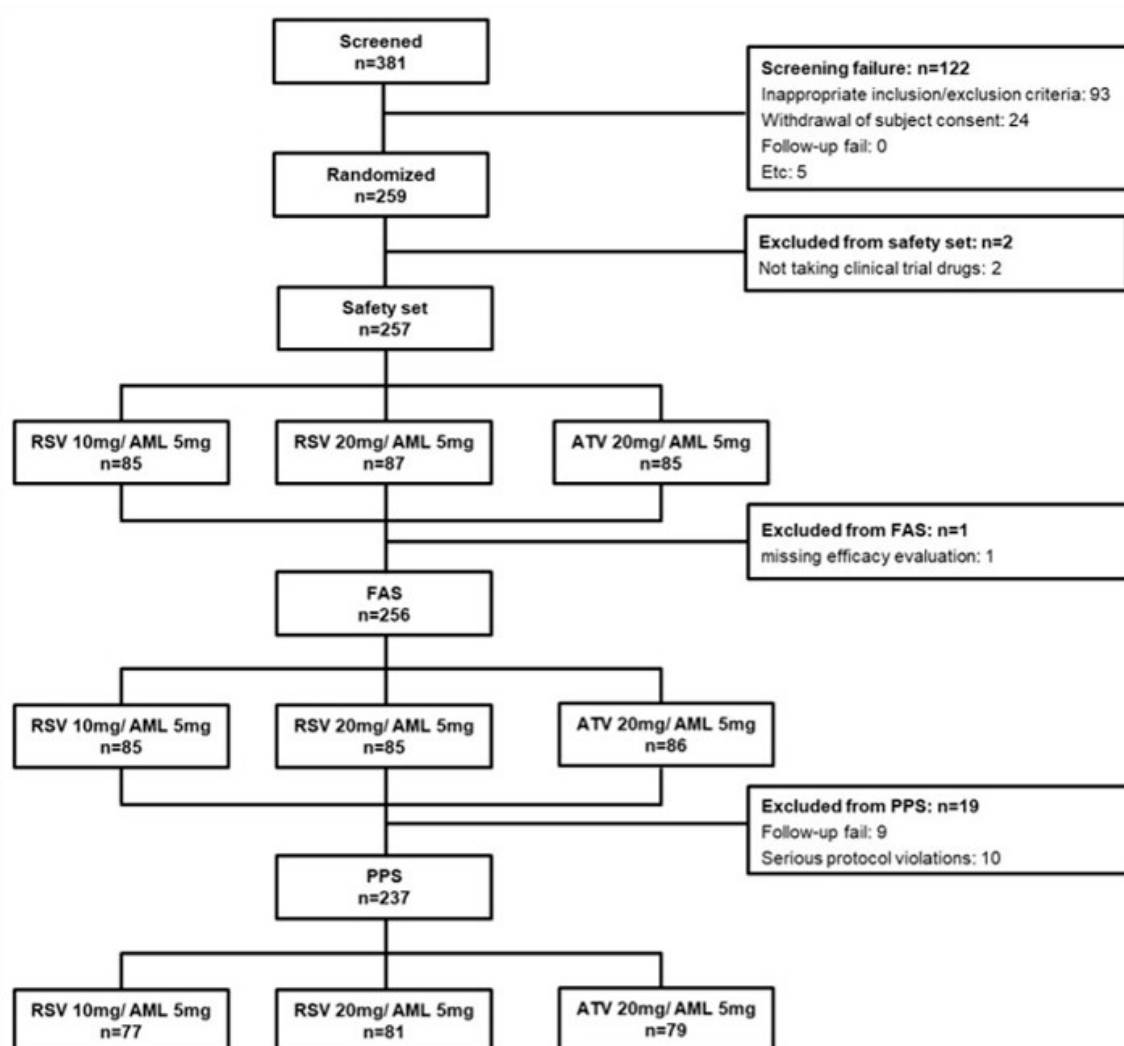 Screened
n=381
Screening failure: n=122
Inappropriate inclusion/exclusion criteria: 93
Withdrawal of subject consent: 24
Follow-up fail: 0
Etc: 5
Randomized
n=259
Excluded from safety set: n=2
Not taking clinical trial drugs: 2
Safety set
n=257
RSV 10mg/ AML 5mg
n=85
RSV 20mg/ AML 5mg
n=87
ATV 20mg/ AML 5mg
n=85
Excluded from FAS: n=1
missing efficacy evaluation: 1
FAS
n=256
RSV 10mg/ AML 5mg
n=85
RSV 20mg/ AML 5mg
n=85
ATV 20mg/ AML 5mg
n=86
Excluded from PPS: n=19
Follow-up fail: 9
Serious protocol violations: 10
PPS
n=237
RSV 10mg/ AML 5mg
n=77
RSV 20mg/ AML 5mg
n=81
ATV 20mg/ AML 5mg
n=79